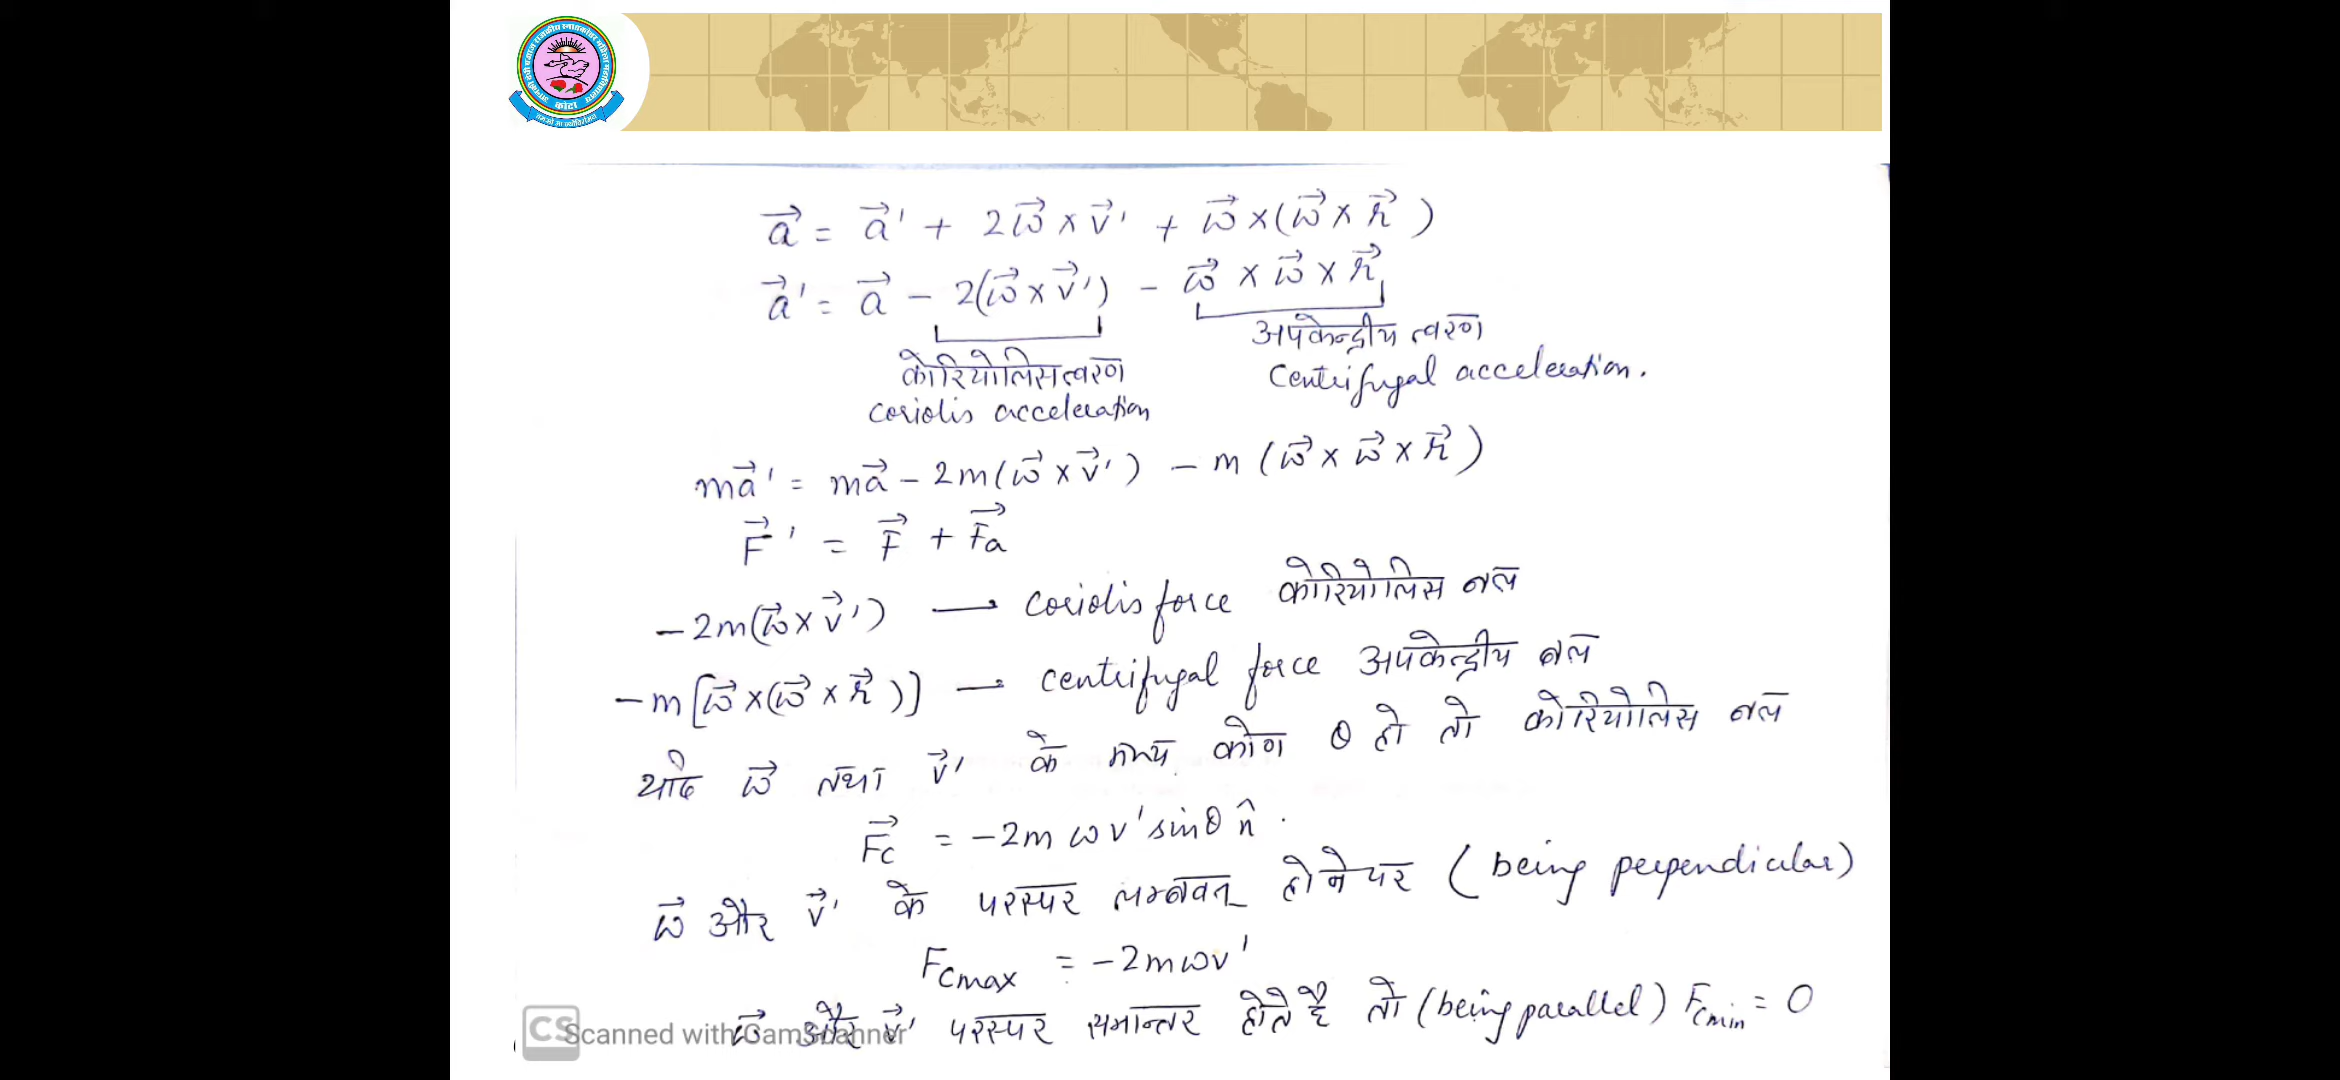 कोटा
a⃗ = a⃗' + 2ω⃗ × v⃗' + ω⃗ × (ω⃗ × r⃗ )
a⃗' = a⃗ - 2(ω⃗ × v⃗') - ω⃗ × ω⃗ × r⃗
कोरियोलिस त्वरण
coriolis acceleration
अपकेन्द्रीय त्वरण
Centrifugal acceleration.
ma⃗' = ma⃗ - 2m(ω⃗ × v⃗') - m (ω⃗ × ω⃗ × r⃗ )
F⃗' = F⃗ + F⃗a
-2m(ω⃗ × v⃗') → coriolis force कोरियोलिस बल
-m[ω⃗ × (ω⃗ × r⃗ )] → centrifugal force अपकेन्द्रीय बल
यदि ω⃗ तथा v⃗' के मध्य कोण θ हो तो कोरियोलिस बल
F⃗c = -2m ω v' sinθ n̂ .
ω⃗ और v⃗' के परस्पर लम्बवत् होने पर ( being perpendicular)
Fcmax = -2mωv'
ω⃗ और v⃗' परस्पर समान्तर होते है तो (being parallel) Fcmin = 0
CS Scanned with CamScanner